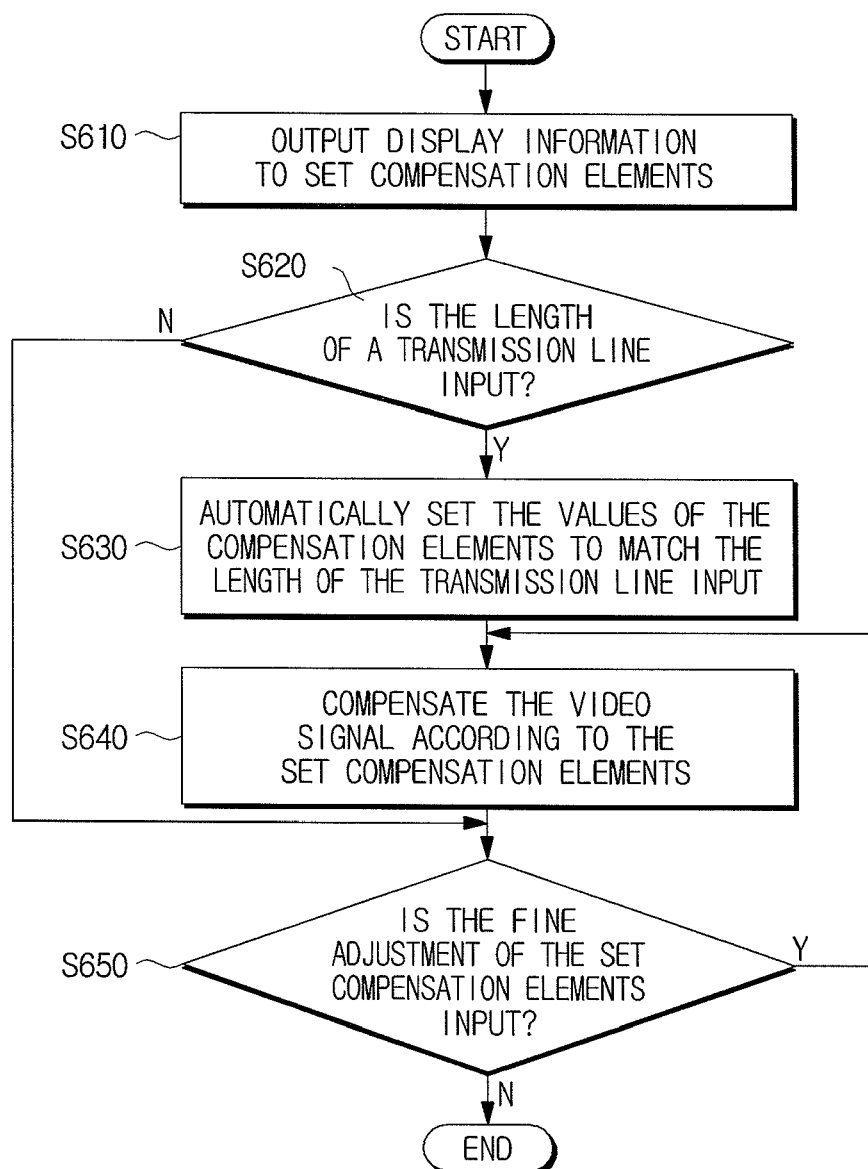 START
S610
OUTPUT DISPLAY INFORMATION
TO SET COMPENSATION ELEMENTS
S620
N
IS THE LENGTH
OF A TRANSMISSION LINE
INPUT?
Y
S630
AUTOMATICALLY SET THE VALUES OF THE
COMPENSATION ELEMENTS TO MATCH THE
LENGTH OF THE TRANSMISSION LINE INPUT
S640
COMPENSATE THE VIDEO
SIGNAL ACCORDING TO THE
SET COMPENSATION ELEMENTS
S650
IS THE FINE
ADJUSTMENT OF THE SET
COMPENSATION ELEMENTS
INPUT?
Y
N
END